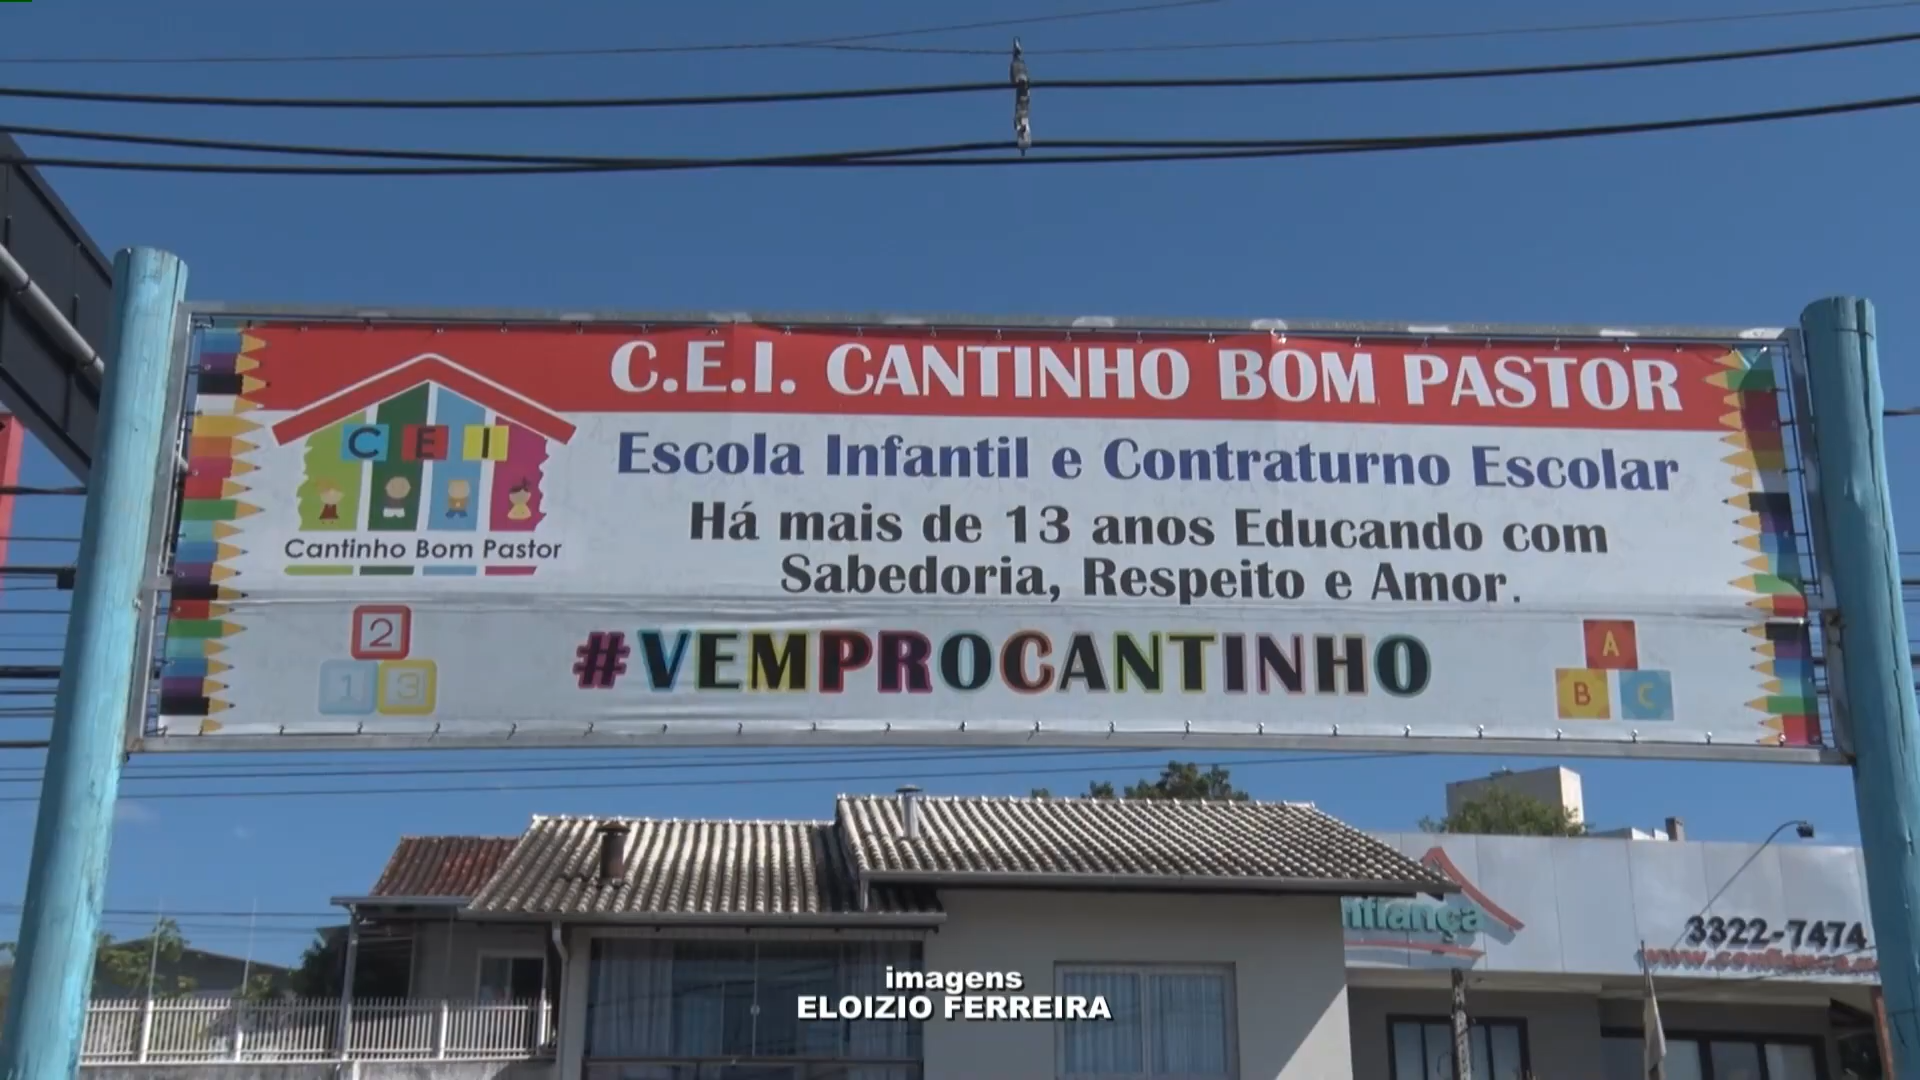 C.E.I. CANTINHO BOM PASTOR
Escola Infantil e Contraturno Escolar
Há mais de 13 anos Educando com
Sabedoria, Respeito e Amor.
#VEMPROCANTINHO
CEI
Cantinho Bom Pastor
2
1 3
A
B C
nfiança
3322-7474
imagens
ELOIZIO FERREIRA